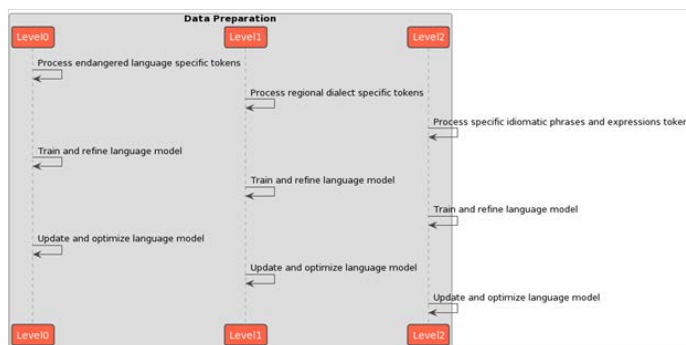 Data Preparation
Level0 Level1 Level2
Process endangered language specific tokens
Process regional dialect specific tokens
Process specific idiomatic phrases and expressions
Train and refine language model
Train and refine language model
Train and refine language model
Update and optimize language model
Update and optimize language model
Update and optimize language model
Level0 Level1 Level2